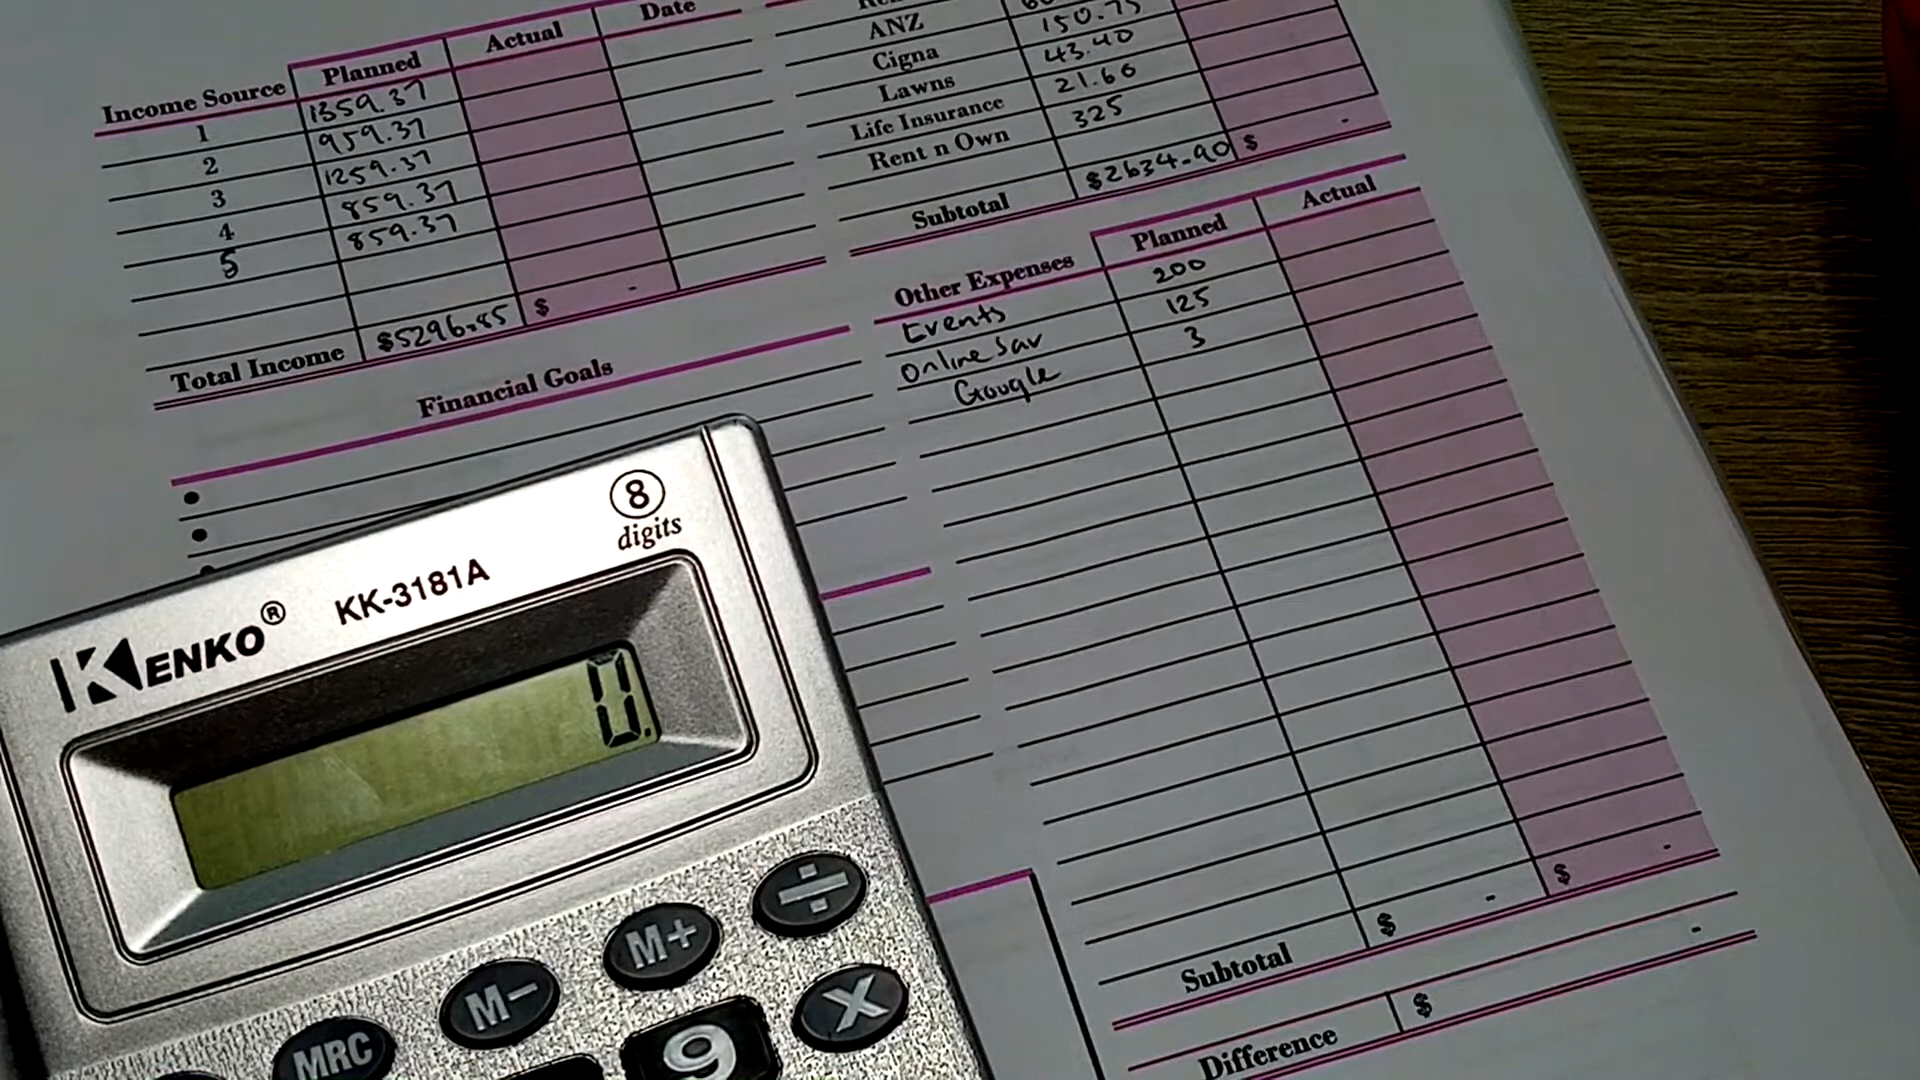 Income Source Planned Actual Date
1 1359.37
2 959.37
3 1259.37
4 859.37
5 859.37
Total Income $5296.85 $ -
Financial Goals
ANZ 150.75
Cigna 43.40
Lawns 21.60
Life Insurance 325
Rent n Own
Subtotal $2634.90 $ -
Other Expenses Planned Actual
Events 200
Online Sav 125
Google 3
Subtotal $ - $ -
Difference $ -
8
digits
KENKO® KK-3181A
0.
÷
M+
M-
MRC
X
9